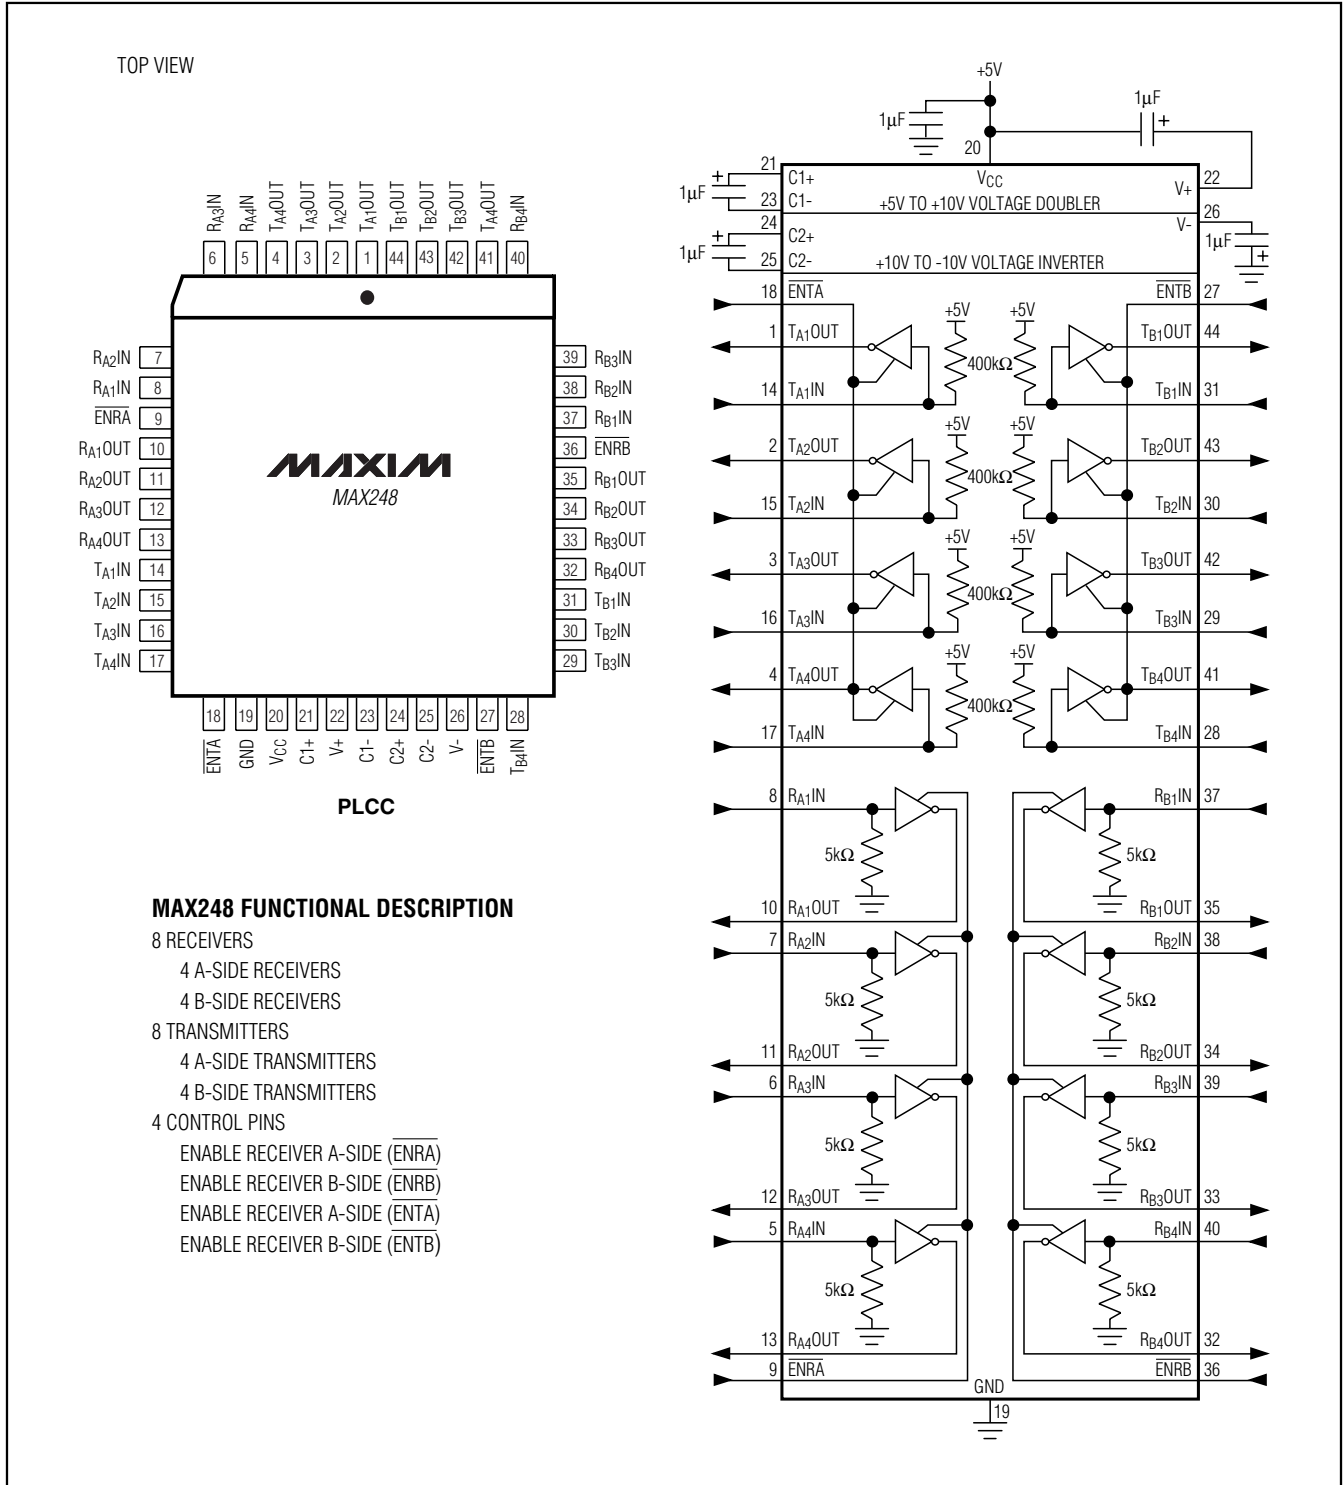 TOP VIEW
RA3IN
RA4IN
TA4OUT
TA3OUT
TA2OUT
TA1OUT
TB1OUT
TB2OUT
TB3OUT
TA4OUT
RB4IN
6 5 4 3 2 1 44 43 42 41 40
RA2IN 7
RA1IN 8
E̅N̅R̅A̅ 9
RA1OUT 10
RA2OUT 11
RA3OUT 12
RA4OUT 13
TA1IN 14
TA2IN 15
TA3IN 16
TA4IN 17
MAXIM
MAX248
39 RB3IN
38 RB2IN
37 RB1IN
36 E̅N̅R̅B̅
35 RB1OUT
34 RB2OUT
33 RB3OUT
32 RB4OUT
31 TB1IN
30 TB2IN
29 TB3IN
18 19 20 21 22 23 24 25 26 27 28
E̅N̅T̅A̅
GND
VCC
C1+
V+
C1-
C2+
C2-
V-
E̅N̅T̅B̅
TB4IN
PLCC
MAX248 FUNCTIONAL DESCRIPTION
8 RECEIVERS
4 A-SIDE RECEIVERS
4 B-SIDE RECEIVERS
8 TRANSMITTERS
4 A-SIDE TRANSMITTERS
4 B-SIDE TRANSMITTERS
4 CONTROL PINS
ENABLE RECEIVER A-SIDE (E̅N̅R̅A̅)
ENABLE RECEIVER B-SIDE (E̅N̅R̅B̅)
ENABLE RECEIVER A-SIDE (E̅N̅T̅A̅)
ENABLE RECEIVER B-SIDE (E̅N̅T̅B̅)
+5V
1µF
1µF
+
20
VCC
21 C1+
+
1µF
23 C1-
+5V TO +10V VOLTAGE DOUBLER
V+ 22
24 C2+
+
1µF
25 C2-
+10V TO -10V VOLTAGE INVERTER
V- 26
1µF
+
18 E̅N̅T̅A̅
E̅N̅T̅B̅ 27
+5V +5V
1 TA1OUT
TB1OUT 44
400kΩ
14 TA1IN
TB1IN 31
+5V +5V
2 TA2OUT
TB2OUT 43
400kΩ
15 TA2IN
TB2IN 30
+5V +5V
3 TA3OUT
TB3OUT 42
400kΩ
16 TA3IN
TB3IN 29
+5V +5V
4 TA4OUT
TB4OUT 41
400kΩ
17 TA4IN
TB4IN 28
8 RA1IN
RB1IN 37
5kΩ 5kΩ
10 RA1OUT
RB1OUT 35
7 RA2IN
RB2IN 38
5kΩ 5kΩ
11 RA2OUT
RB2OUT 34
6 RA3IN
RB3IN 39
5kΩ 5kΩ
12 RA3OUT
RB3OUT 33
5 RA4IN
RB4IN 40
5kΩ 5kΩ
13 RA4OUT
RB4OUT 32
9 E̅N̅R̅A̅
E̅N̅R̅B̅ 36
GND
19